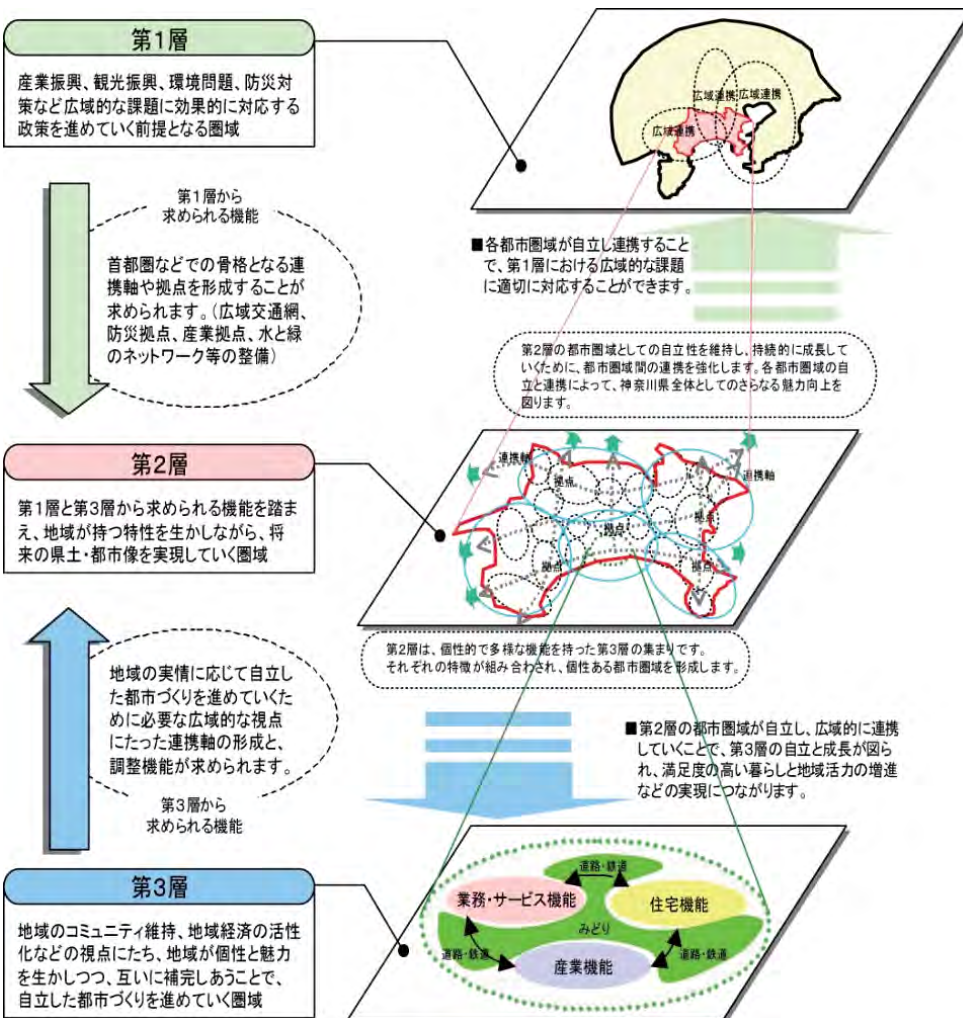 第1層
産業振興、観光振興、環境問題、防災対
策など広域的な課題に効果的に対応する
政策を進めていく前提となる圏域
広域連携
広域連携
広域連携
第1層から
求められる機能
首都圏などでの骨格となる連
携軸や拠点を形成することが
求められます。(広域交通網、
防災拠点、産業拠点、水と緑
のネットワーク等の整備)
■各都市圏域が自立し連携すること
で、第1層における広域的な課題
に適切に対応することができます。
第2層の都市圏域としての自立性を維持し、持続的に成長して
いくために、都市圏域間の連携を強化します。各都市圏域の自
立と連携によって、神奈川県全体としてのさらなる魅力向上を
図ります。
第2層
第1層と第3層から求められる機能を踏ま
え、地域が持つ特性を生かしながら、将
来の県土・都市像を実現していく圏域
連携軸
連携軸
拠点
拠点
拠点
拠点
拠点
第2層は、個性的で多様な機能を持った第3層の集まりです。
それぞれの特徴が組み合わされ、個性ある都市圏域を形成します。
地域の実情に応じて自立し
た都市づくりを進めていくた
めに必要な広域的な視点
にたった連携軸の形成と、
調整機能が求められます。
第3層から
求められる機能
■第2層の都市圏域が自立し、広域的に連携
していくことで、第3層の自立と成長が図ら
れ、満足度の高い暮らしと地域活力の増進
などの実現につながります。
第3層
地域のコミュニティ維持、地域経済の活性
化などの視点にたち、地域が個性と魅力
を生かしつつ、互いに補完しあうことで、
自立した都市づくりを進めていく圏域
道路・鉄道
業務・サービス機能
住宅機能
みどり
道路・鉄道
産業機能
道路・鉄道